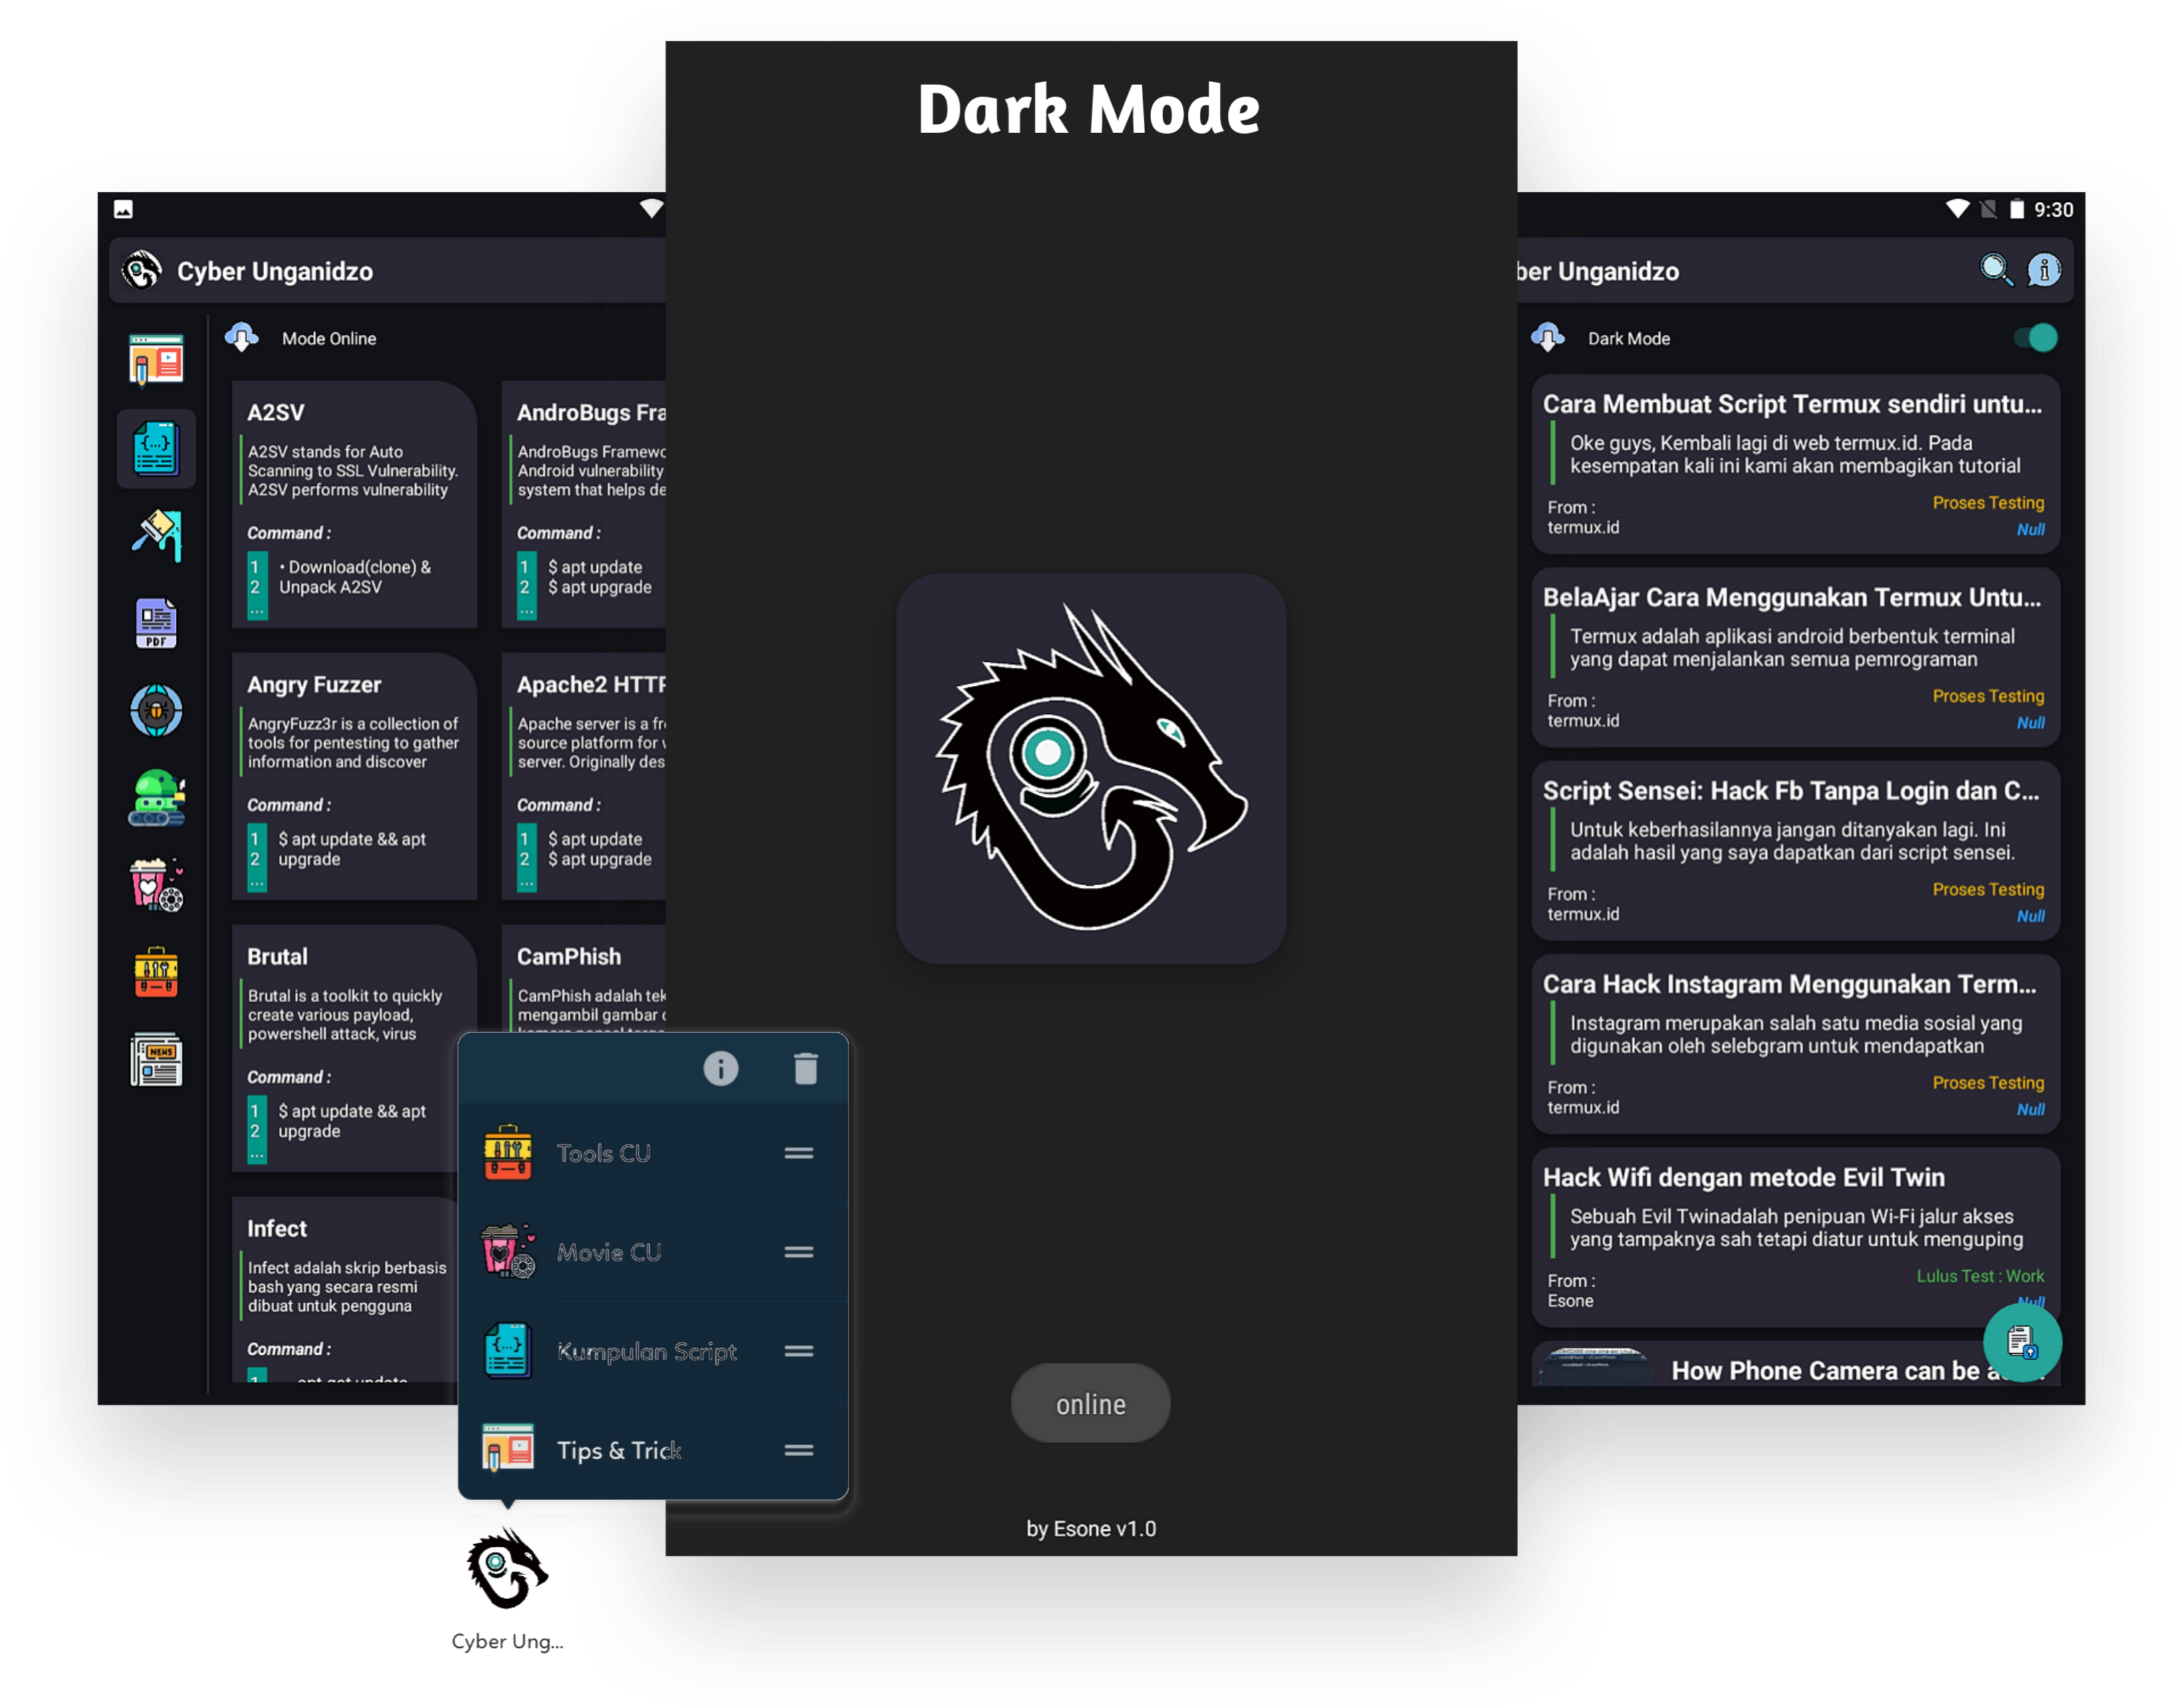 Dark Mode
Cyber Unganidzo
Mode Online
A2SV
A2SV stands for Auto
Scanning to SSL Vulnerability.
A2SV performs vulnerability
Command :
1
2
...
• Download(clone) &
Unpack A2SV
AndroBugs Fra
AndroBugs Framewo
Android vulnerability
system that helps de
Command :
1
2
...
$ apt update
$ apt upgrade
Angry Fuzzer
AngryFuzz3r is a collection of
tools for pentesting to gather
information and discover
Command :
1
2
...
$ apt update && apt
upgrade
Apache2 HTTP
Apache server is a fr
source platform for
server. Originally des
Command :
1
2
...
$ apt update
$ apt upgrade
Brutal
Brutal is a toolkit to quickly
create various payload,
powershell attack, virus
Command :
1
2
...
$ apt update && apt
upgrade
CamPhish
CamPhish adalah tek
mengambil gambar
Infect
Infect adalah skrip berbasis
bash yang secara resmi
dibuat untuk pengguna
Command :
1
apt get update
PDF
NEWS
Tools CU
Movie CU
Kumpulan Script
Tips & Trick
Cyber Ung...
online
by Esone v1.0
9:30
ber Unganidzo
Dark Mode
Cara Membuat Script Termux sendiri untu...
Oke guys, Kembali lagi di web termux.id. Pada
kesempatan kali ini kami akan membagikan tutorial
From :
termux.id
Proses Testing
Null
BelaAjar Cara Menggunakan Termux Untu...
Termux adalah aplikasi android berbentuk terminal
yang dapat menjalankan semua pemrograman
From :
termux.id
Proses Testing
Null
Script Sensei: Hack Fb Tanpa Login dan C...
Untuk keberhasilannya jangan ditanyakan lagi. Ini
adalah hasil yang saya dapatkan dari script sensei.
From :
termux.id
Proses Testing
Null
Cara Hack Instagram Menggunakan Term...
Instagram merupakan salah satu media sosial yang
digunakan oleh selebgram untuk mendapatkan
From :
termux.id
Proses Testing
Null
Hack Wifi dengan metode Evil Twin
Sebuah Evil Twinadalah penipuan Wi-Fi jalur akses
yang tampaknya sah tetapi diatur untuk menguping
From :
Esone
Lulus Test : Work
Null
How Phone Camera can be